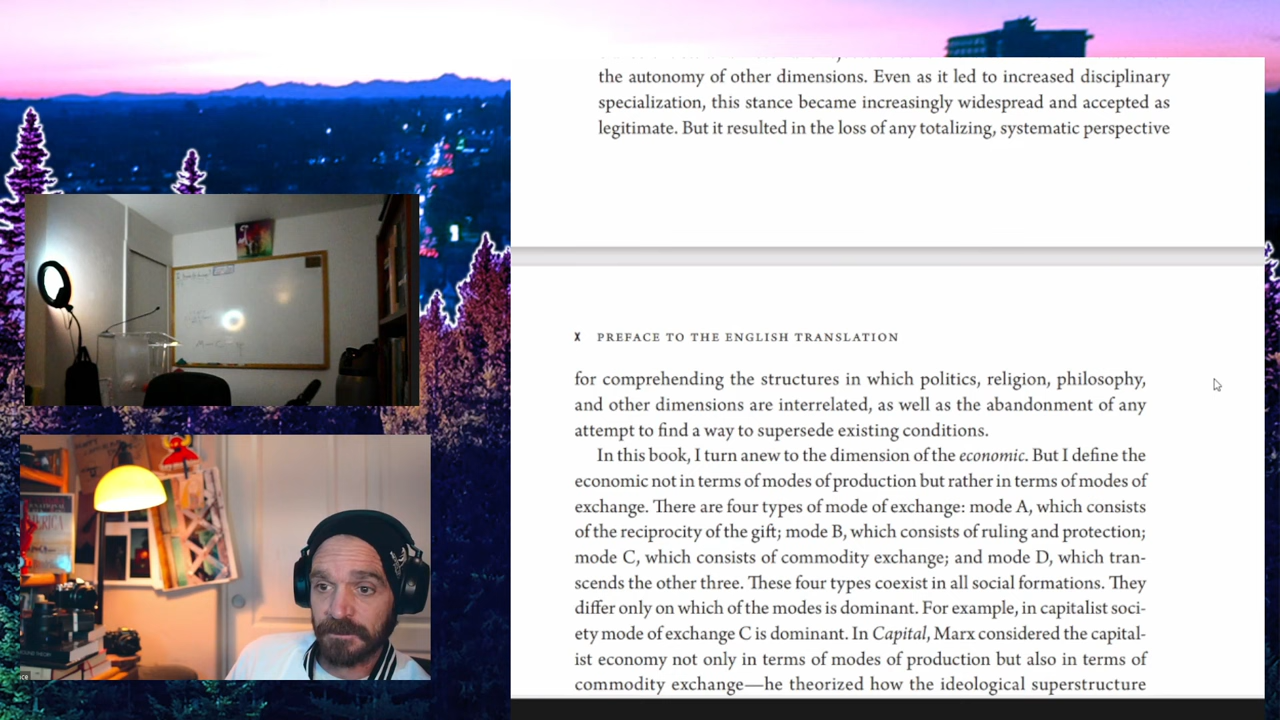 the autonomy of other dimensions. Even as it led to increased disciplinary
specialization, this stance became increasingly widespread and accepted as
legitimate. But it resulted in the loss of any totalizing, systematic perspective
X PREFACE TO THE ENGLISH TRANSLATION
for comprehending the structures in which politics, religion, philosophy,
and other dimensions are interrelated, as well as the abandonment of any
attempt to find a way to supersede existing conditions.
In this book, I turn anew to the dimension of the economic. But I define the
economic not in terms of modes of production but rather in terms of modes of
exchange. There are four types of mode of exchange: mode A, which consists
of the reciprocity of the gift; mode B, which consists of ruling and protection;
mode C, which consists of commodity exchange; and mode D, which tran-
scends the other three. These four types coexist in all social formations. They
differ only on which of the modes is dominant. For example, in capitalist soci-
ety mode of exchange C is dominant. In Capital, Marx considered the capital-
ist economy not only in terms of modes of production but also in terms of
commodity exchange—he theorized how the ideological superstructure